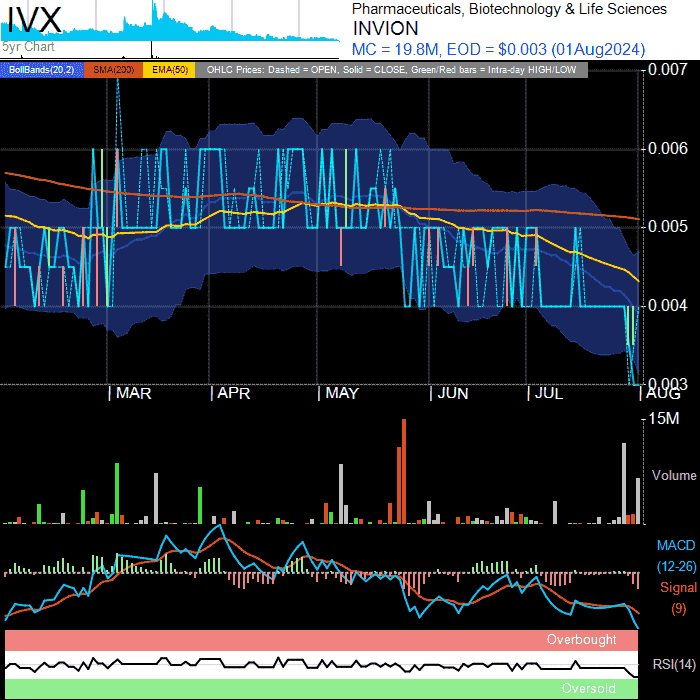 IVX
5yr Chart
Pharmaceuticals, Biotechnology & Life Sciences
INVION
MC = 19.8M, EOD = $0.003 (01Aug2024)
BollBands(20,2) SMA(200) EMA(50) OHLC Prices: Dashed = OPEN, Solid = CLOSE, Green/Red bars = Intra-day HIGH/LOW
0.007
0.006
0.005
0.004
0.003
MAR APR MAY JUN JUL AUG
15M
Volume
MACD
(12-26)
Signal
(9)
Overbought
RSI(14)
Oversold